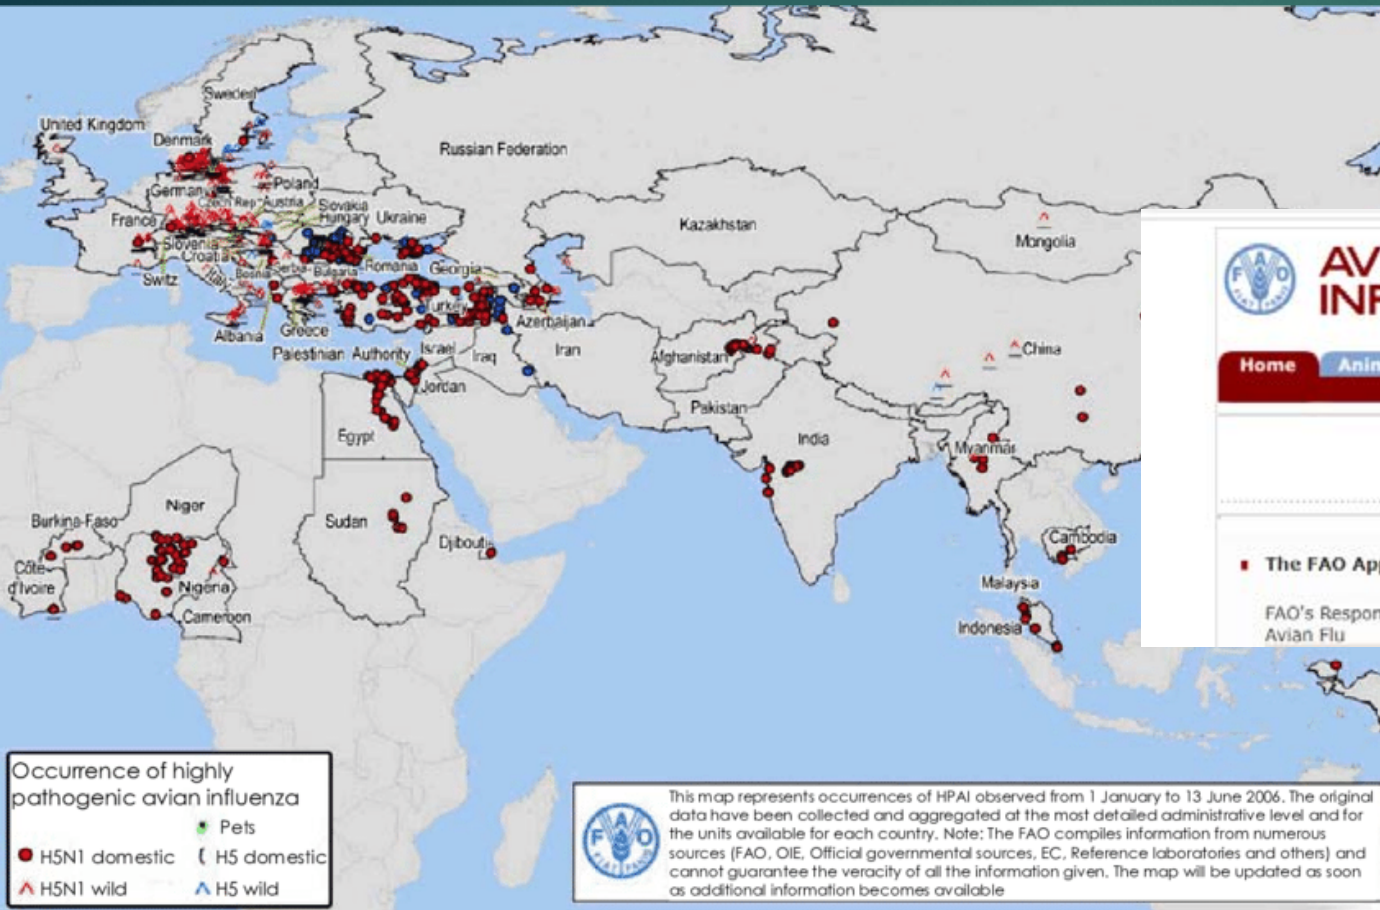 Sweden
United Kingdom
Denmark
Russian Federation
Germany
Poland
Czech Rep
Austria
Slovakia
Hungary
Ukraine
France
Kazakhstan
Mongolia
Slovenia
Croatia
Bosnia
Serbia
Bulgaria
Romania
Georgia
Switz
Turkey
Azerbaijan
Albania
Greece
Palestinian Authority
Israel
Iraq
Iran
Afghanistan
China
Jordan
Pakistan
Egypt
India
Myanmar
Niger
Burkina-Faso
Sudan
Djibouti
Cambodia
Côte
d'Ivoire
Nigeria
Cameroon
Malaysia
Indonesia
FAO
FIAT PANIS
AV
INF
Home Anim
The FAO App
FAO's Respon
Avian Flu
Occurrence of highly
pathogenic avian influenza
Pets
H5N1 domestic H5 domestic
H5N1 wild H5 wild
FAO
FIAT PANIS
This map represents occurrences of HPAI observed from 1 January to 13 June 2006. The original
data have been collected and aggregated at the most detailed administrative level and for
the units available for each country. Note: The FAO compiles information from numerous
sources (FAO, OIE, Official governmental sources, EC, Reference laboratories and others) and
cannot guarantee the veracity of all the information given. The map will be updated as soon
as additional information becomes available